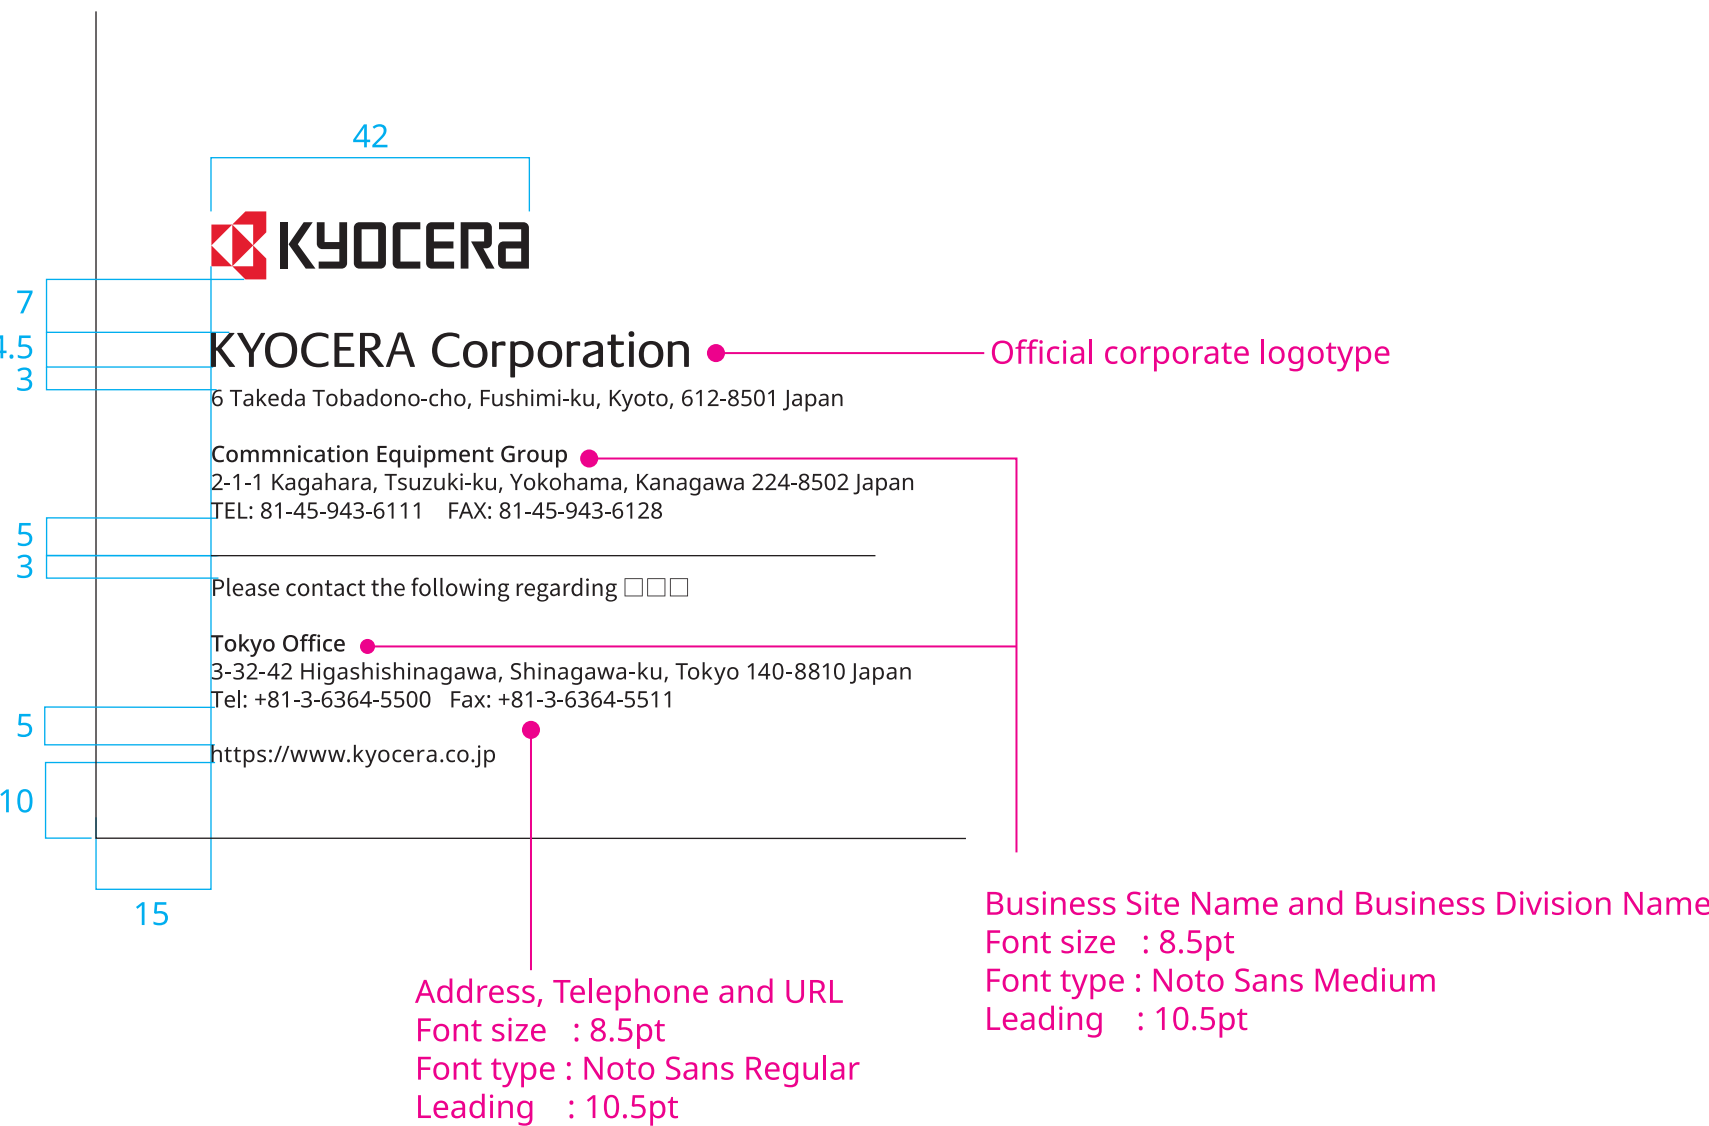 42
KYOCERA
7
4.5
KYOCERA Corporation
Official corporate logotype
3
6 Takeda Tobadono-cho, Fushimi-ku, Kyoto, 612-8501 Japan
Commnication Equipment Group
2-1-1 Kagahara, Tsuzuki-ku, Yokohama, Kanagawa 224-8502 Japan
TEL: 81-45-943-6111 FAX: 81-45-943-6128
5
3
Please contact the following regarding □□□
Tokyo Office
3-32-42 Higashishinagawa, Shinagawa-ku, Tokyo 140-8810 Japan
Tel: +81-3-6364-5500 Fax: +81-3-6364-5511
5
https://www.kyocera.co.jp
10
15
Business Site Name and Business Division Name
Font size : 8.5pt
Font type : Noto Sans Medium
Leading : 10.5pt
Address, Telephone and URL
Font size : 8.5pt
Font type : Noto Sans Regular
Leading : 10.5pt